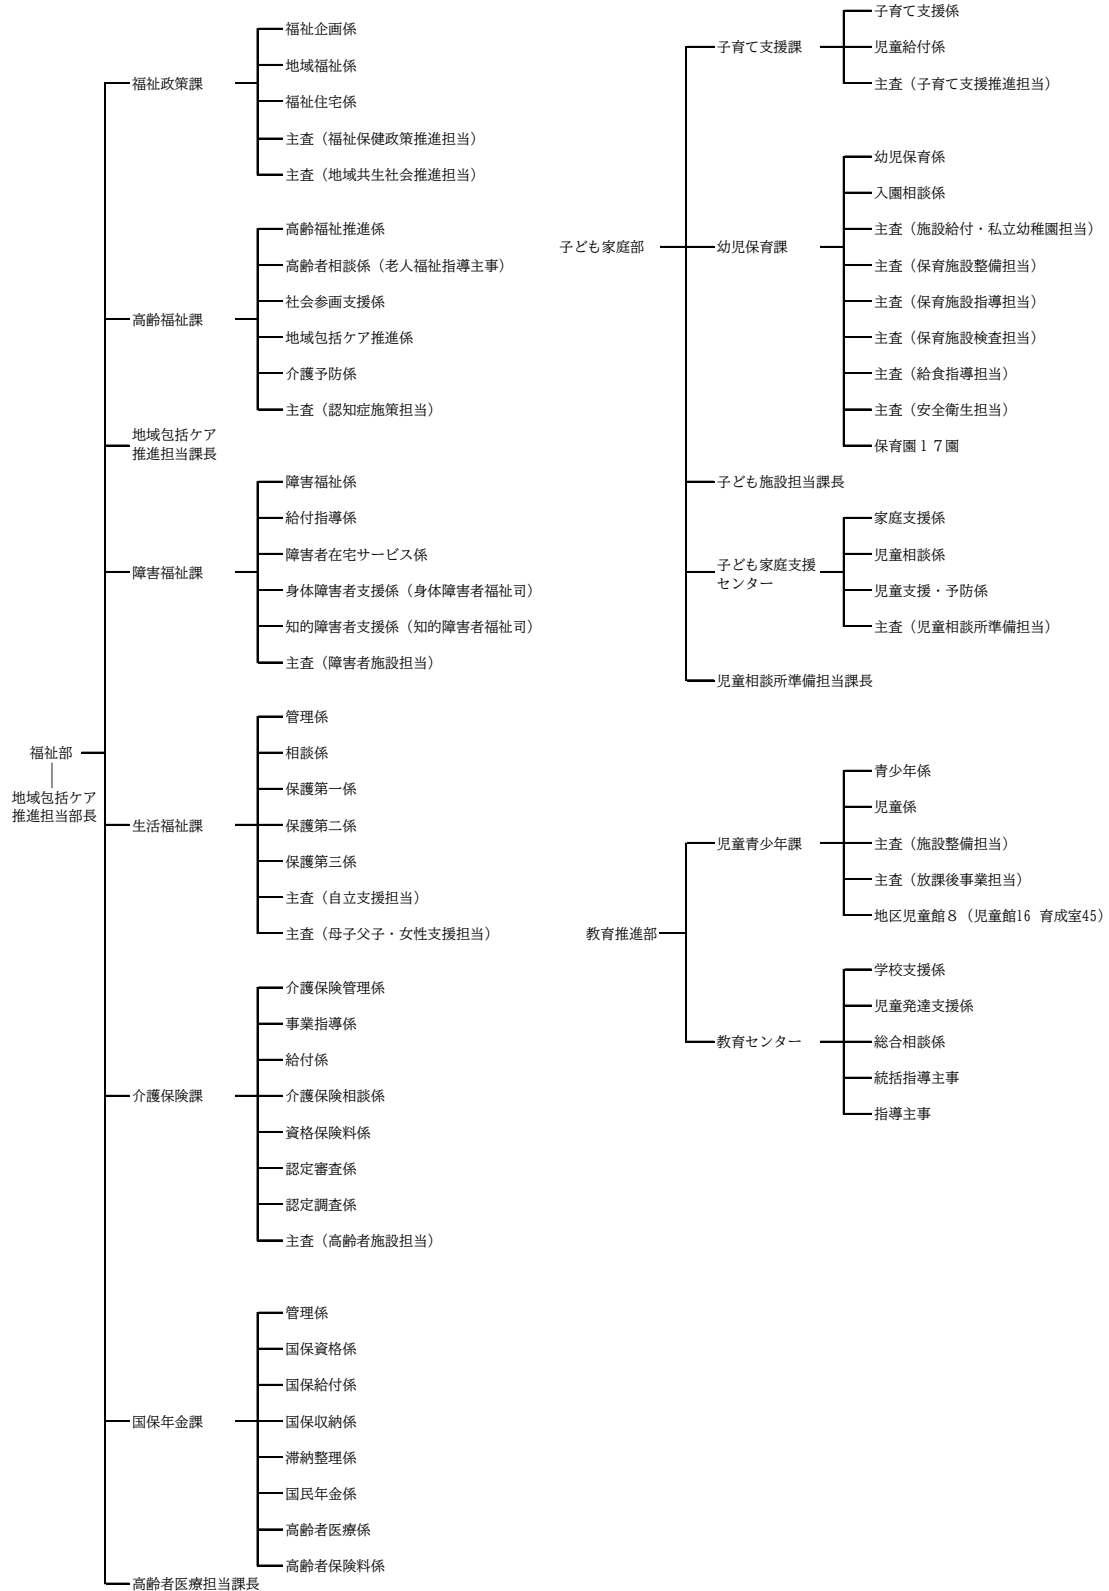 福祉部
地域包括ケア
推進担当部長
福祉政策課
福祉企画係
地域福祉係
福祉住宅係
主査（福祉保健政策推進担当）
主査（地域共生社会推進担当）
高齢福祉課
高齢福祉推進係
高齢者相談係（老人福祉指導主事）
社会参画支援係
地域包括ケア推進係
介護予防係
主査（認知症施策担当）
地域包括ケア
推進担当課長
障害福祉課
障害福祉係
給付指導係
障害者在宅サービス係
身体障害者支援係（身体障害者福祉司）
知的障害者支援係（知的障害者福祉司）
主査（障害者施設担当）
生活福祉課
管理係
相談係
保護第一係
保護第二係
保護第三係
主査（自立支援担当）
主査（母子父子・女性支援担当）
介護保険課
介護保険管理係
事業指導係
給付係
介護保険相談係
資格保険料係
認定審査係
認定調査係
主査（高齢者施設担当）
国保年金課
管理係
国保資格係
国保給付係
国保収納係
滞納整理係
国民年金係
高齢者医療係
高齢者保険料係
高齢者医療担当課長
子ども家庭部
子育て支援課
子育て支援係
児童給付係
主査（子育て支援推進担当）
幼児保育課
幼児保育係
入園相談係
主査（施設給付・私立幼稚園担当）
主査（保育施設整備担当）
主査（保育施設指導担当）
主査（保育施設検査担当）
主査（給食指導担当）
主査（安全衛生担当）
保育園１７園
子ども施設担当課長
子ども家庭支援
センター
家庭支援係
児童相談係
児童支援・予防係
主査（児童相談所準備担当）
児童相談所準備担当課長
教育推進部
児童青少年課
青少年係
児童係
主査（施設整備担当）
主査（放課後事業担当）
地区児童館８（児童館16 育成室45）
教育センター
学校支援係
児童発達支援係
総合相談係
統括指導主事
指導主事